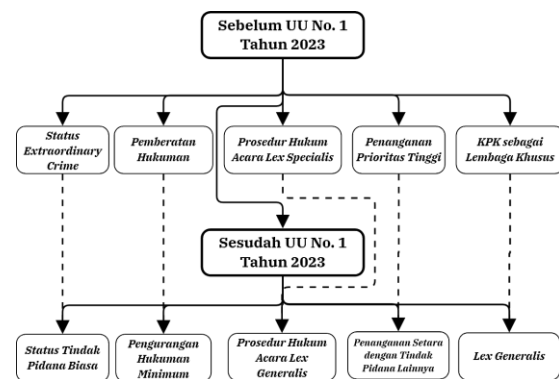 Sebelum UU No. 1
Tahun 2023
Status
Extraordinary
Crime
Pemberatan
Hukuman
Prosedur Hukum
Acara Lex Specialis
Penanganan
Prioritas Tinggi
KPK sebagai
Lembaga Khusus
Sesudah UU No. 1
Tahun 2023
Status Tindak
Pidana Biasa
Pengurangan
Hukuman
Minimum
Prosedur Hukum
Acara Lex
Generalis
Penanganan Setara
dengan Tindak
Pidana Lainnya
Lex Generalis